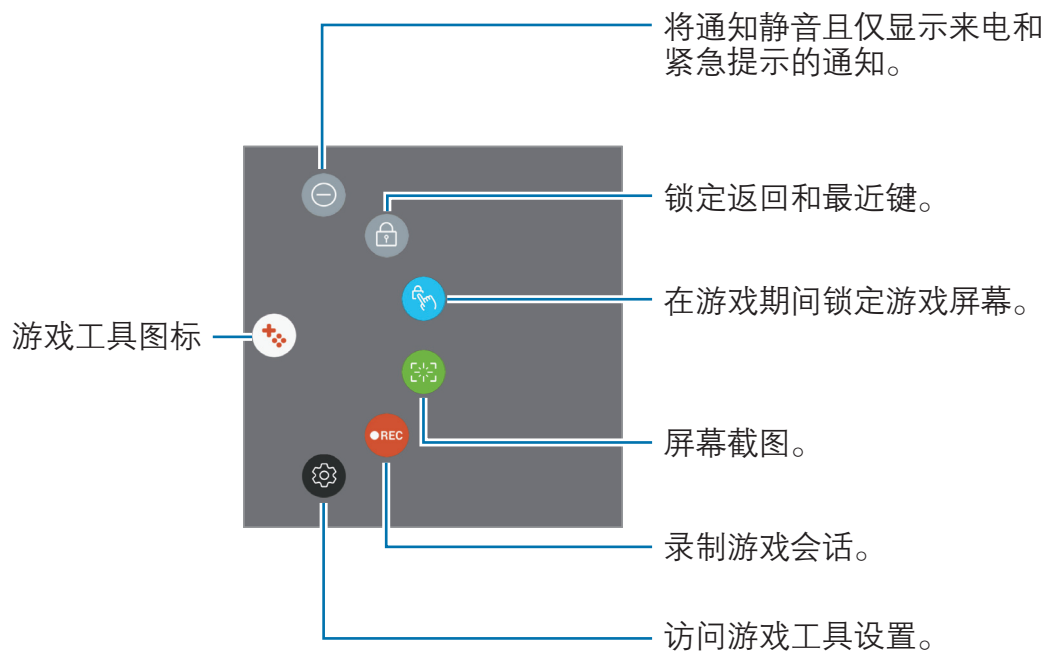 将通知静音且仅显示来电和
紧急提示的通知。
锁定返回和最近键。
在游戏期间锁定游戏屏幕。
游戏工具图标
屏幕截图。
REC
录制游戏会话。
访问游戏工具设置。